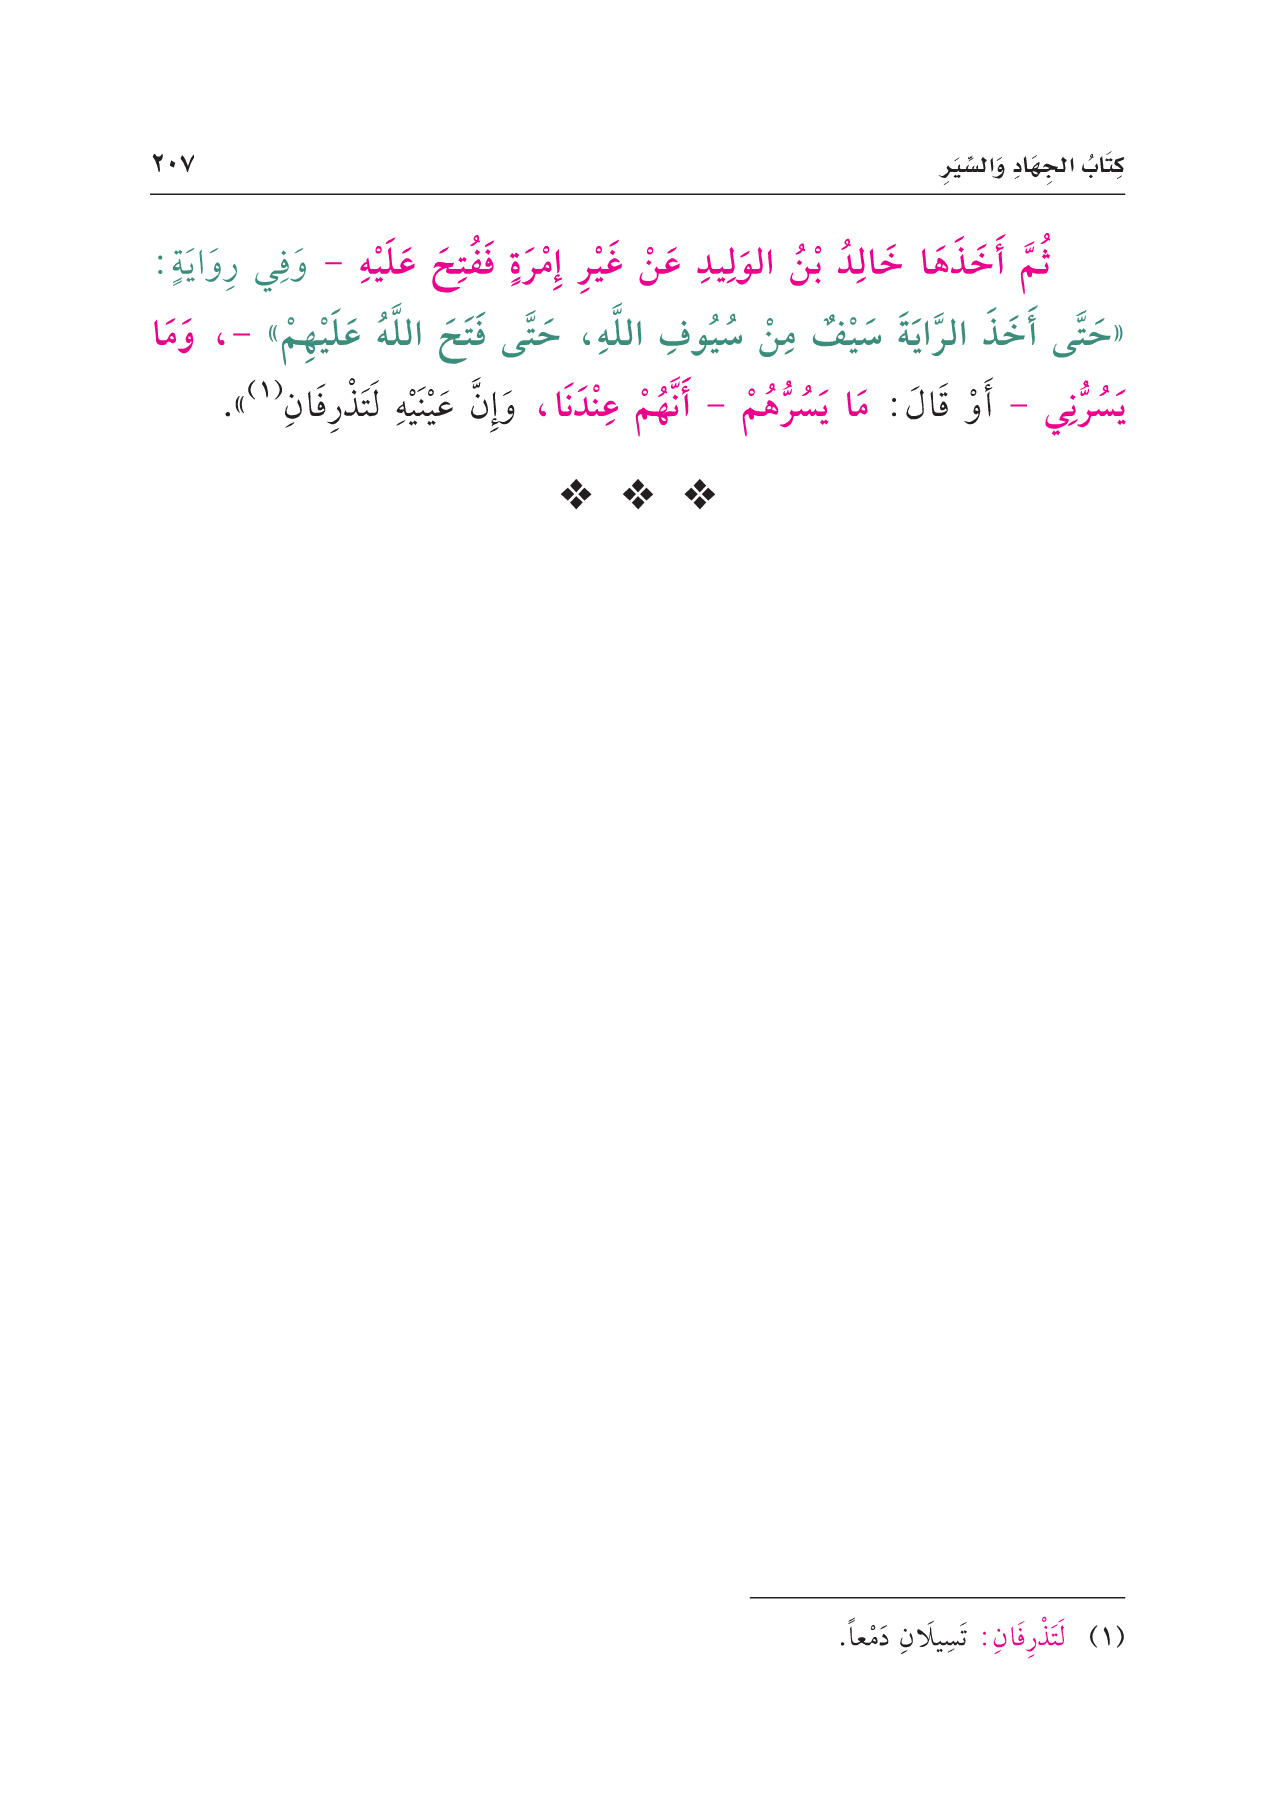 كِتَابُ الجِهَادِ وَالسِّيَرِ ٢٠٧
ثُمَّ أَخَذَهَا خَالِدُ بْنُ الوَلِيدِ عَنْ غَيْرِ إِمْرَةٍ فَفُتِحَ عَلَيْهِ – وَفِي رِوَايَةٍ:
«حَتَّى أَخَذَ الرَّايَةَ سَيْفٌ مِنْ سُيُوفِ اللَّهِ، حَتَّى فَتَحَ اللَّهُ عَلَيْهِمْ» –، وَمَا
يَسُرُّنِي – أَوْ قَالَ: مَا يَسُرُّهُمْ – أَنَّهُمْ عِنْدَنَا، وَإِنَّ عَيْنَيْهِ لَتَذْرِفَانِ(١)».
(١) لَتَذْرِفَانِ: تَسِيلَانِ دَمْعاً.